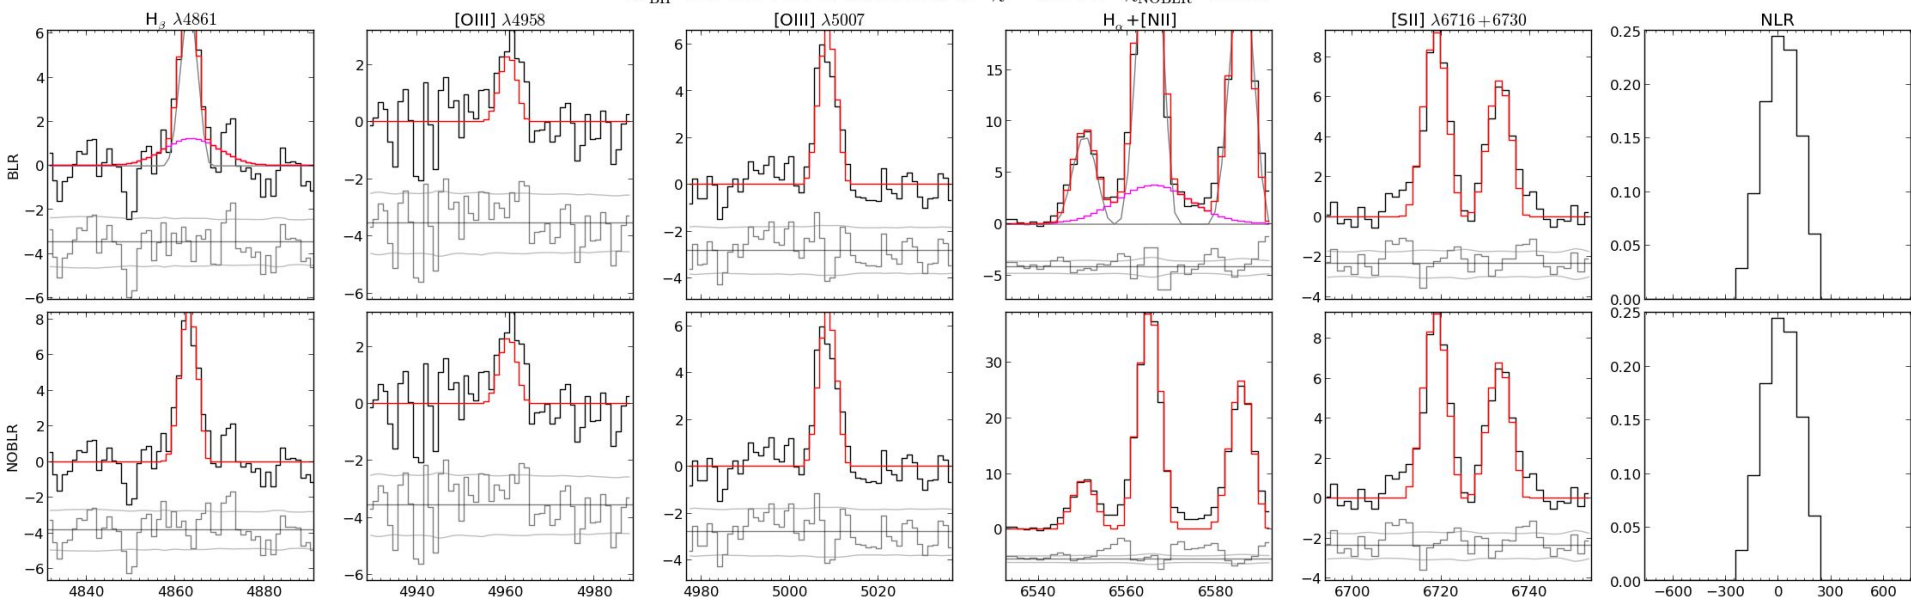 H_β λ4861 [OIII] λ4958 [OIII] λ5007 H_α+[NII] [SII] λ6716+6730 NLR
BLR
6 4 2 0 −2 −4 −6
2 0 −2 −4 −6
6 4 2 0 −2 −4
15 10 5 0 −5
8 6 4 2 0 −2 −4
0.25 0.20 0.15 0.10 0.05 0.00
NOBLR
8 6 4 2 0 −2 −4 −6
2 0 −2 −4 −6
6 4 2 0 −2 −4
30 20 10 0
8 6 4 2 0 −2 −4
0.25 0.20 0.15 0.10 0.05 0.00
4840 4860 4880 4940 4960 4980 4980 5000 5020 6540 6560 6580 6700 6720 6740 −600 −300 0 300 600